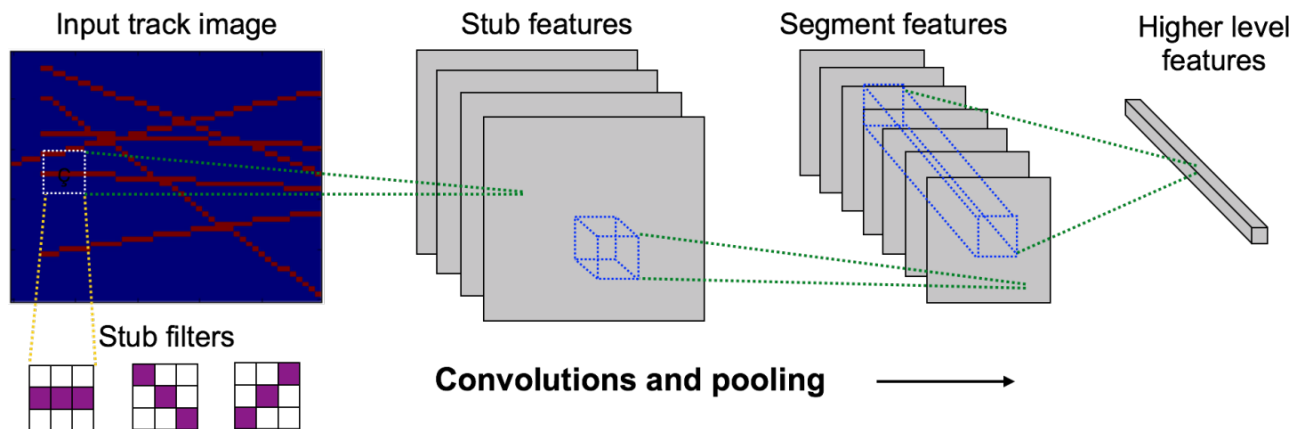 Input track image
Stub features
Segment features
Higher level
features
Stub filters
Convolutions and pooling